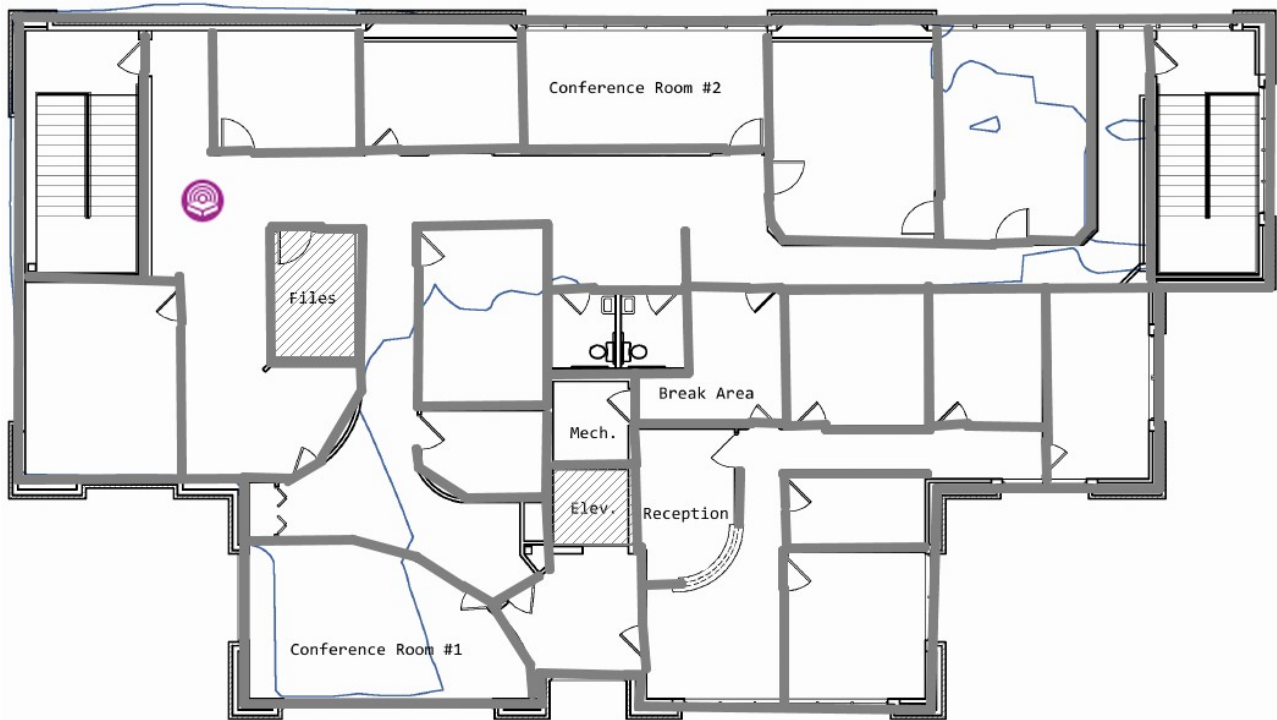 Conference Room #2
Files
Break Area
Mech.
Elev.
Reception
Conference Room #1